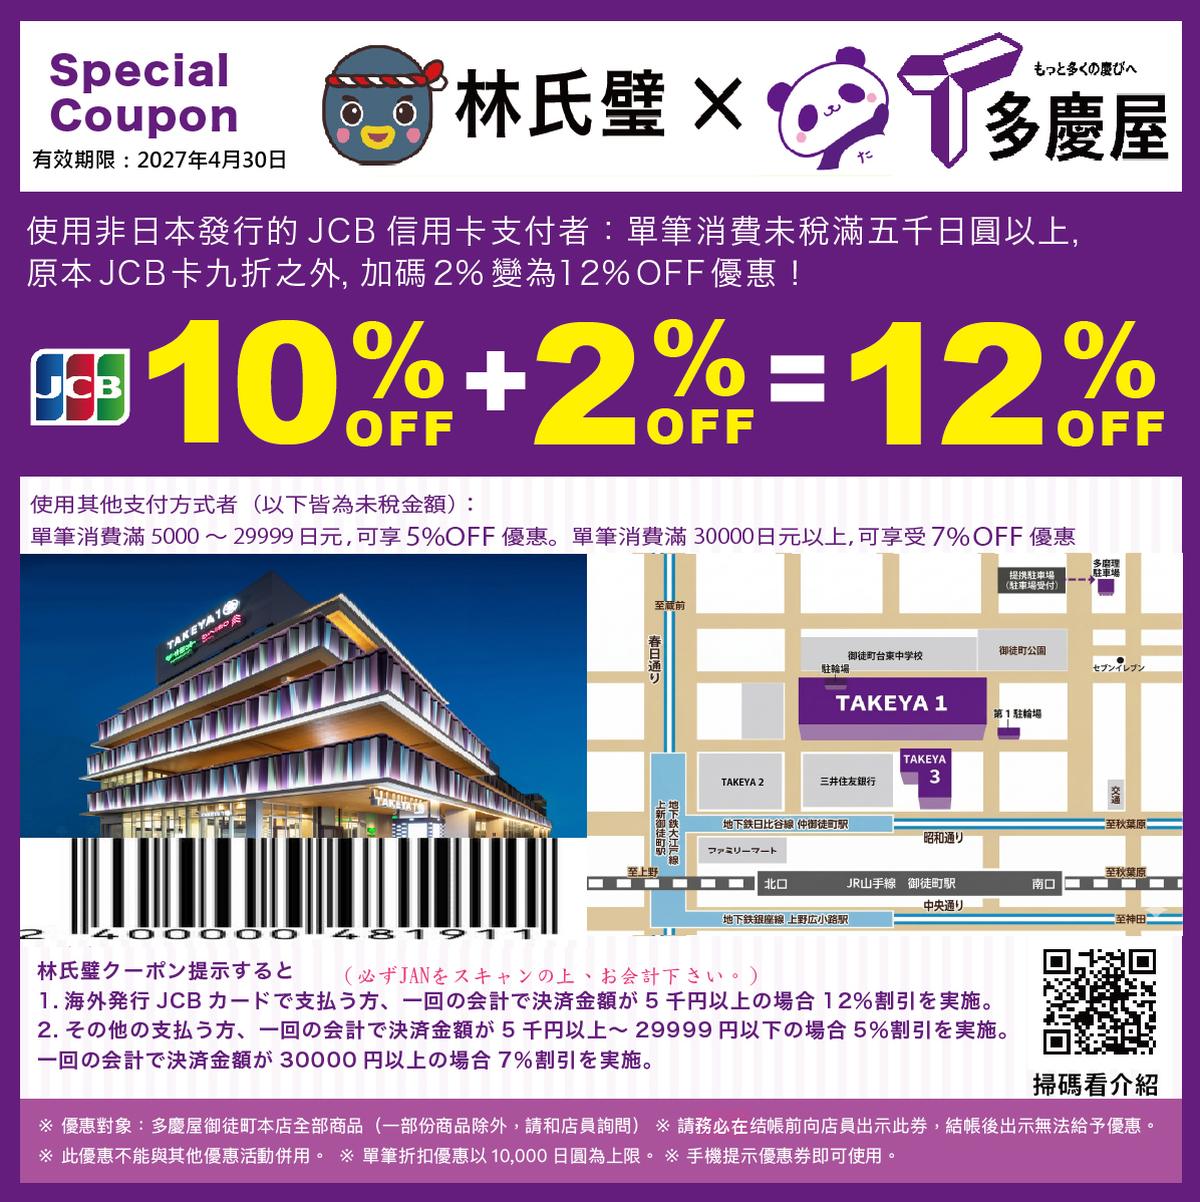 Special
Coupon
有效期限：2027年4月30日
林氏璧 × 多慶屋
もっと多くの慶びへ
た
使用非日本發行的 JCB 信用卡支付者：單筆消費未稅滿五千日圓以上,
原本JCB卡九折之外, 加碼2% 變為12%OFF優惠！
JCB 10%OFF+2%OFF=12%OFF
使用其他支付方式者（以下皆為未稅金額）：
單筆消費滿 5000 ～ 29999 日元,可享 5%OFF 優惠。單筆消費滿 30000日元以上,可享受 7%OFF 優惠
TAKEYA1
TAKEYA1
提携駐車場
（駐車場受付）
多磨理
駐車場
至蔵前
春日通り
御徒町台東中学校
御徒町公園
セブンイレブン
駐輪場
TAKEYA 1
第1駐輪場
TAKEYA 2
三井住友銀行
TAKEYA
3
交通
地下鉄大江戸線
上新御徒町駅
地下鉄日比谷線 仲御徒町駅
至秋葉原
昭和通り
ファミリーマート
至上野
北口
JR山手線 御徒町駅
南口
至秋葉原
中央通り
地下鉄銀座線 上野広小路駅
至神田
2 400000 481911
林氏璧クーポン提示すると （必ずJANをスキャンの上、お会計下さい。）
1. 海外発行 JCB カードで支払う方、一回の会計で決済金額が 5 千円以上の場合 12%割引を実施。
2. その他の支払う方、一回の会計で決済金額が 5 千円以上～ 29999 円以下の場合 5%割引を実施。
一回の会計で決済金額が 30000 円以上の場合 7%割引を実施。
掃碼看介紹
※ 優惠對象：多慶屋御徒町本店全部商品（一部份商品除外，請和店員詢問） ※ 請務必在结帳前向店員出示此券，結帳後出示無法給予優惠。
※ 此優惠不能與其他優惠活動併用。 ※ 單筆折扣優惠以 10,000 日圓為上限。 ※ 手機提示優惠券即可使用。